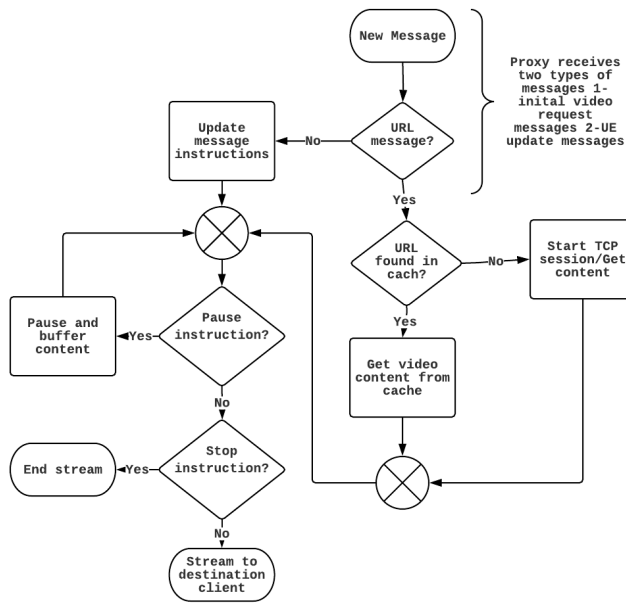 New Message
Proxy receives
two types of
messages 1-
inital video
request
messages 2-UE
update messages
URL
message?
No
Update
message
instructions
Yes
URL
found in
cach?
No
Start TCP
session/Get
content
Yes
Get video
content from
cache
Pause
instruction?
Yes
Pause and
buffer
content
No
Stop
instruction?
Yes
End stream
No
Stream to
destination
client